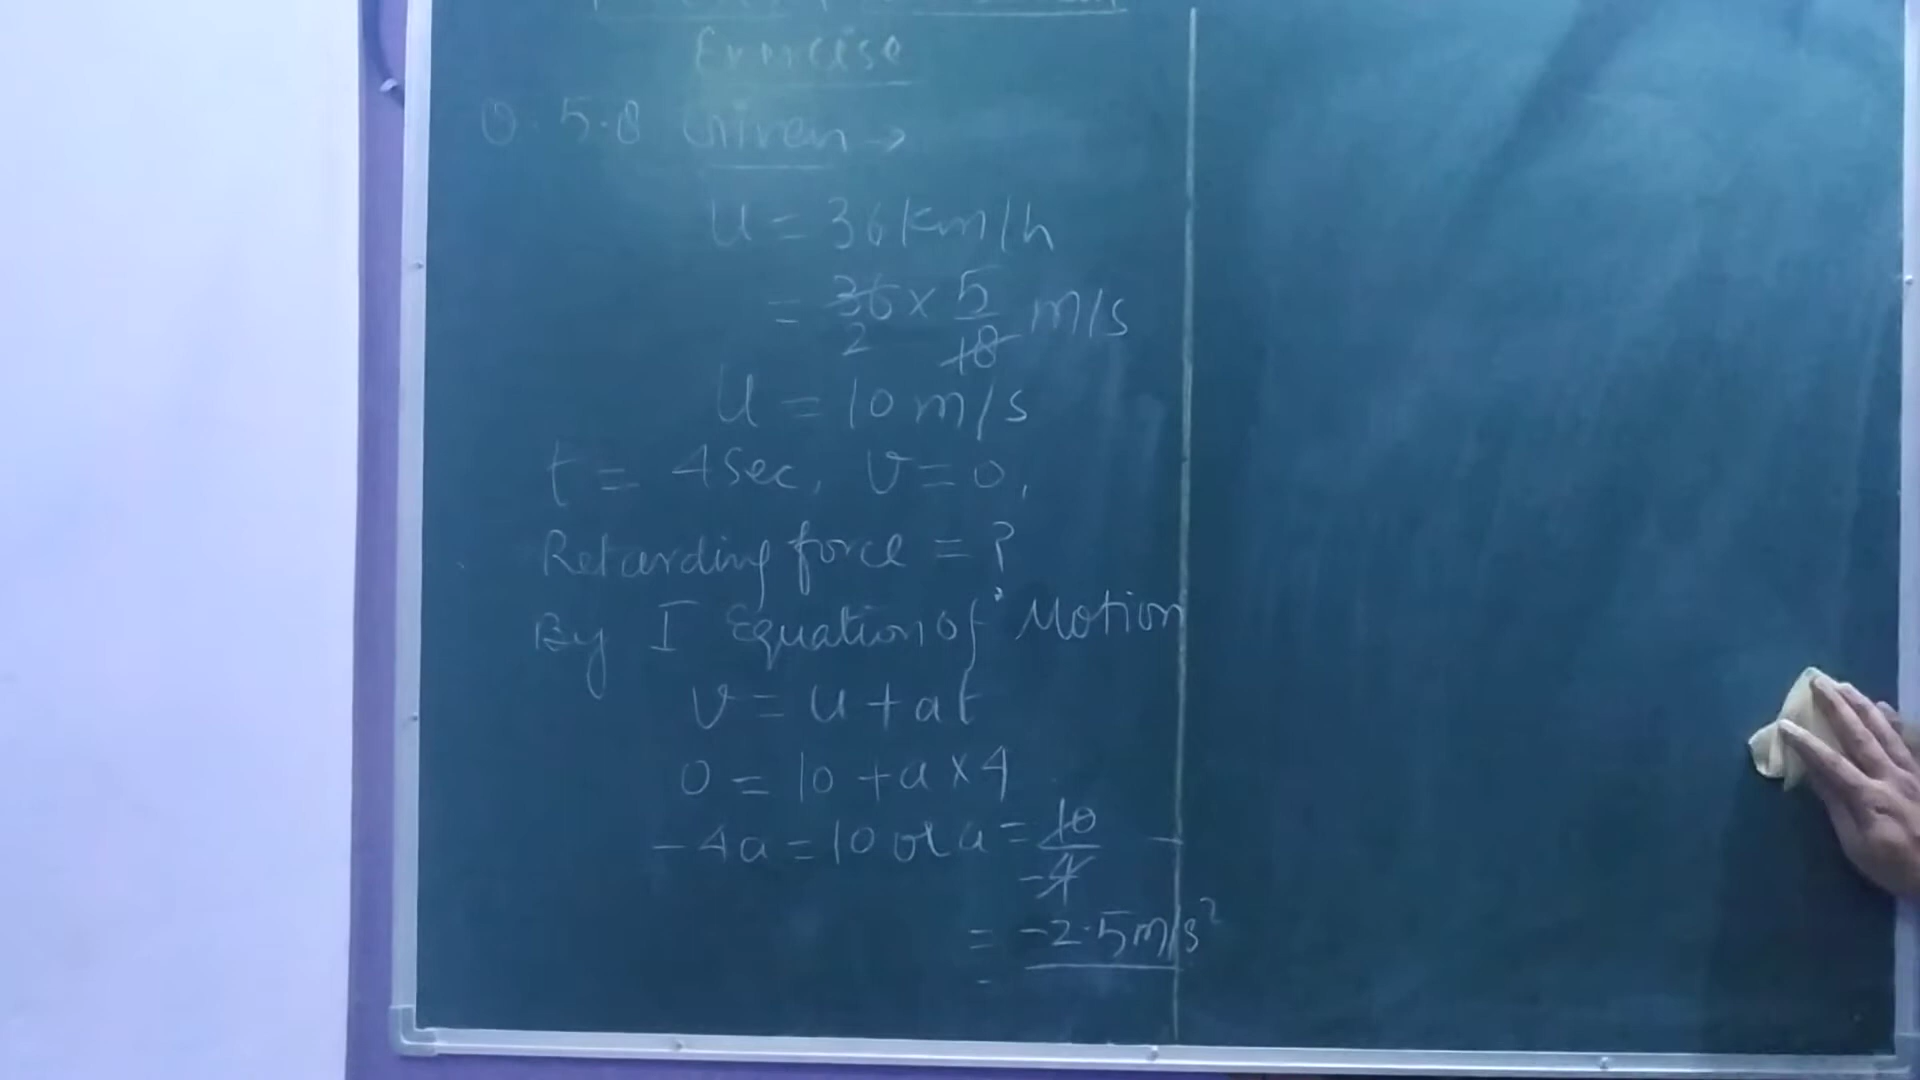 Exercise
Q. 5.8 Given →
U = 36 km/h
= 36 × 5/18 m/s
2
U = 10 m/s
t = 4 Sec, v = 0,
Retarding force = ?
By I Equation of Motion
v = u + at
0 = 10 + a × 4
-4a = 10 or a = 10/-4
= -2.5 m/s²